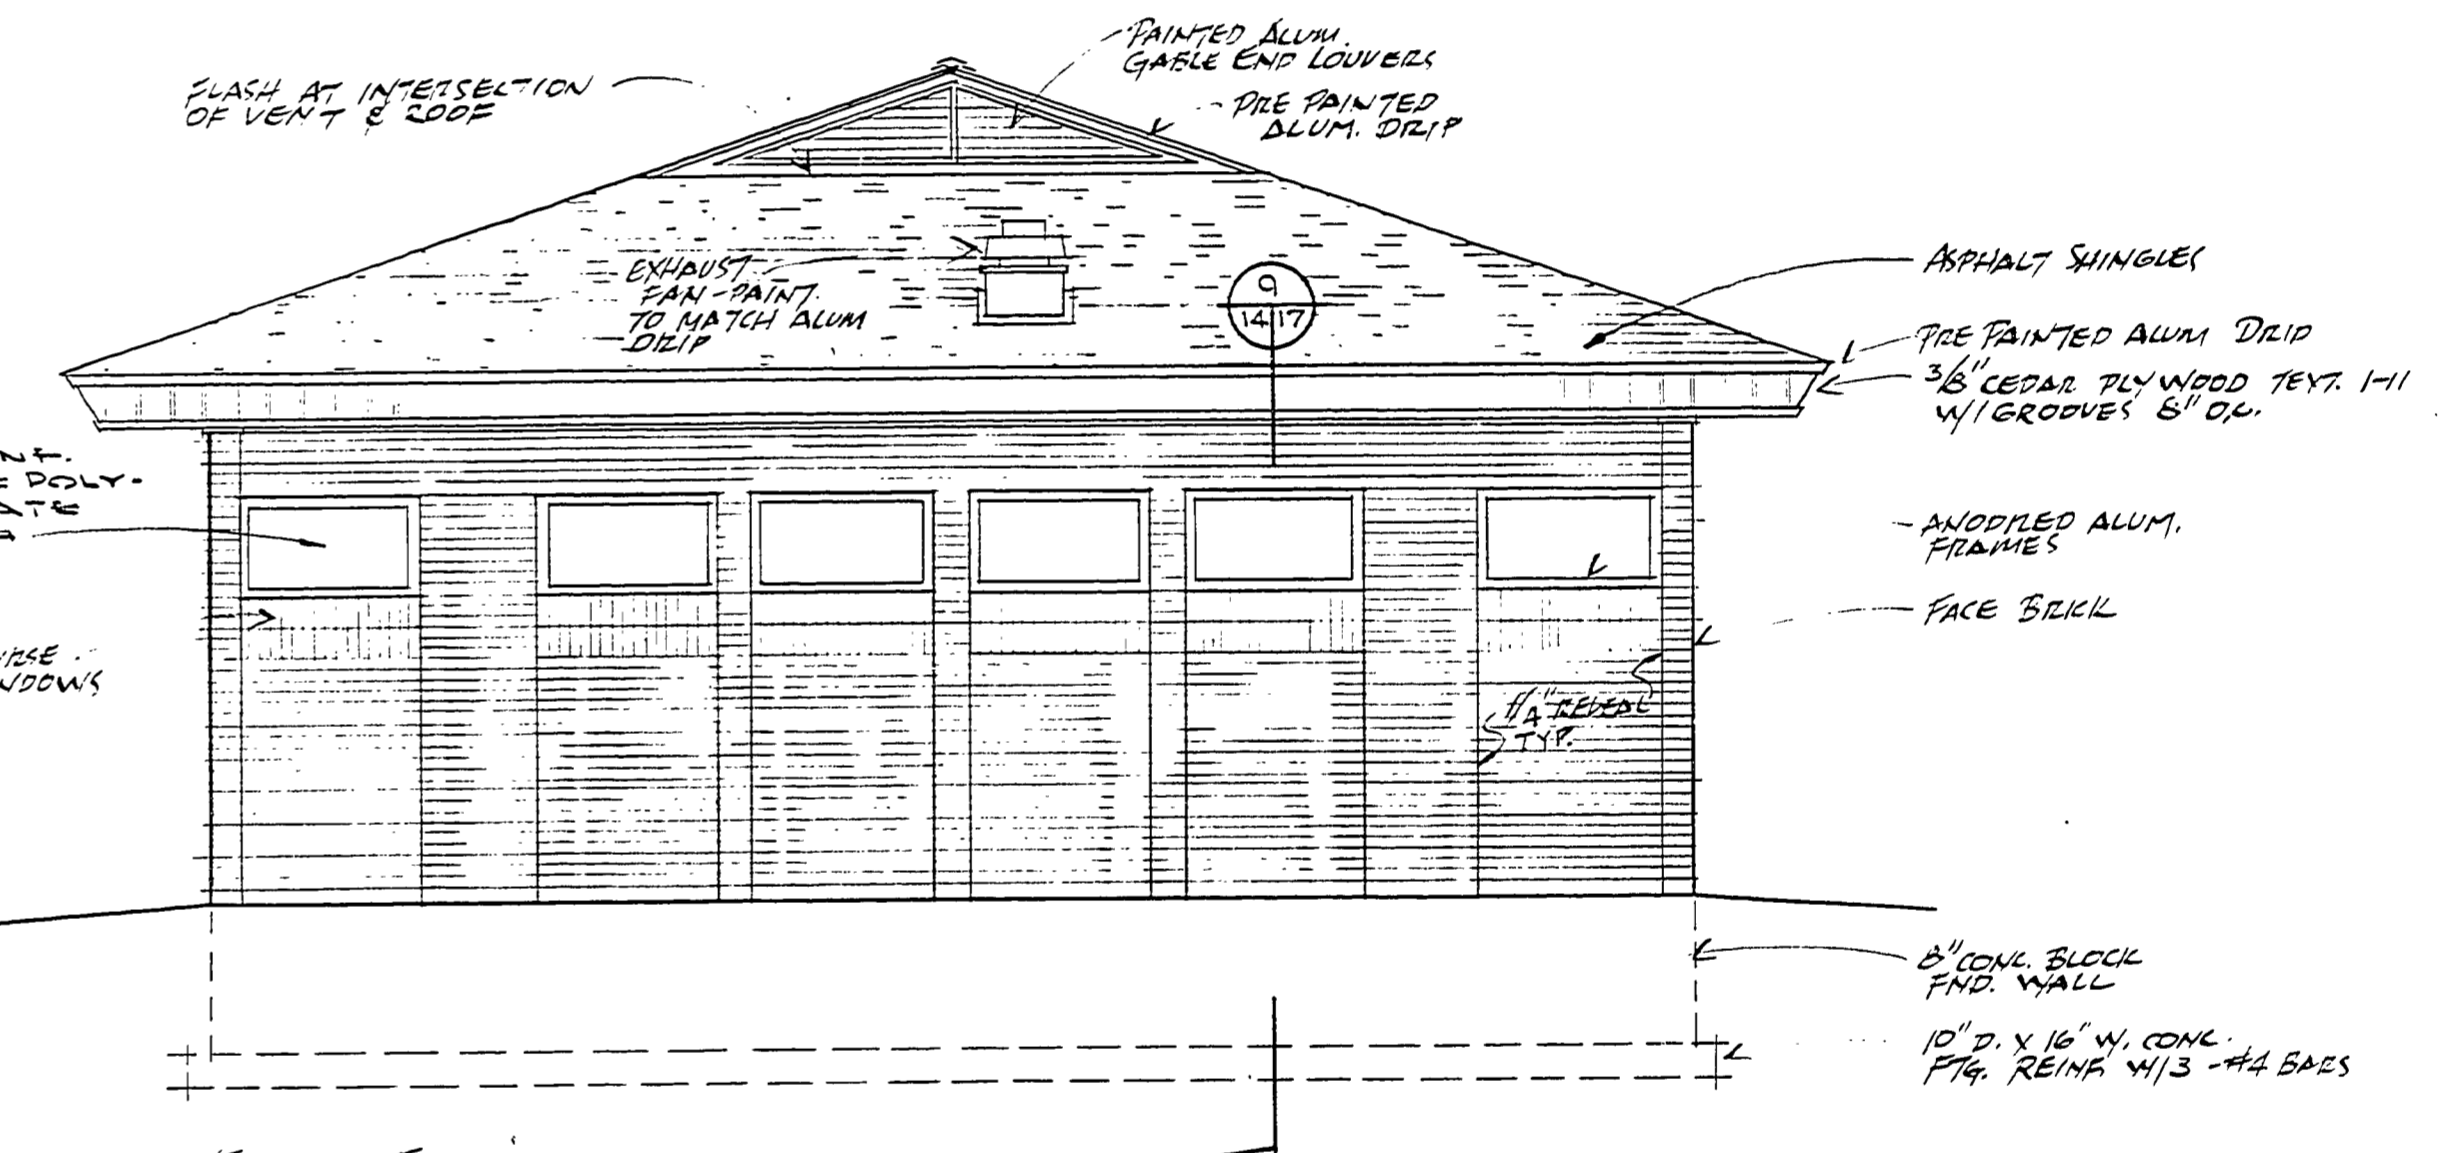 PAINTED ALUM.
GABLE END LOUVERS
FLASH AT INTERSECTION
OF VENT & ROOF
PRE PAINTED
ALUM. DRIP
EXHAUST
FAN-PAINT
TO MATCH ALUM
DRIP
9
14 17
ASPHALT SHINGLES
PRE PAINTED ALUM DRIP
3/8" CEDAR PLYWOOD TEXT. 1-11
W/ GROOVES 8" O.C.
POLY-
ANODIZED ALUM.
FRAMES
FACE BRICK
REVEAL
TYP.
8" CONC. BLOCK
FND. WALL
10" D. X 16" W. CONC.
FTG. REINF. W/3-#4 BARS